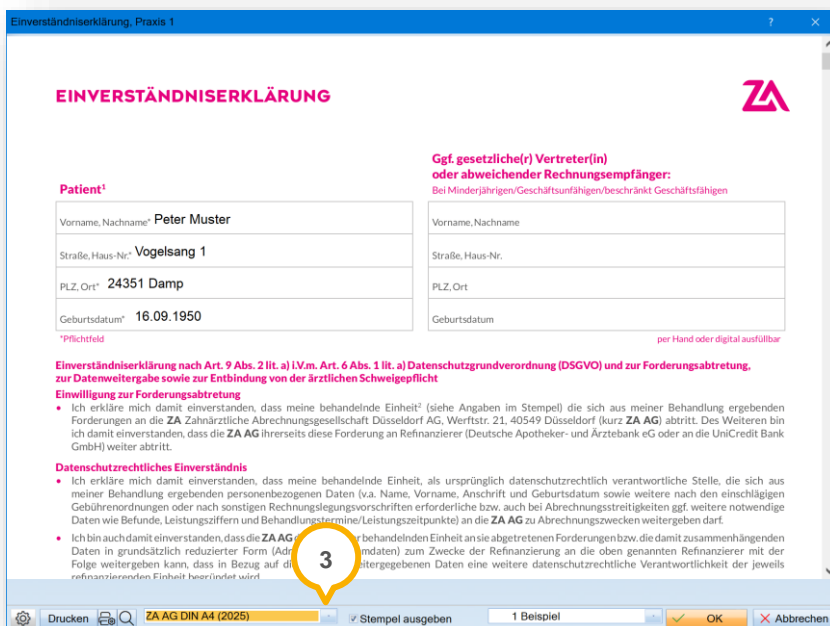 Einverständniserklärung, Praxis 1
? ×
EINVERSTÄNDNISERKLÄRUNG
ZA
Patient¹
Ggf. gesetzliche(r) Vertreter(in)
oder abweichender Rechnungsempfänger:
Bei Minderjährigen/Geschäftsunfähigen/beschränkt Geschäftsfähigen
Vorname, Nachname* Peter Muster
Straße, Haus-Nr.* Vogelsang 1
PLZ, Ort* 24351 Damp
Geburtsdatum* 16.09.1950
Vorname, Nachname
Straße, Haus-Nr.
PLZ, Ort
Geburtsdatum
*Pflichtfeld
per Hand oder digital ausfüllbar
Einverständniserklärung nach Art. 9 Abs. 2 lit. a) i.V.m. Art. 6 Abs. 1 lit. a) Datenschutzgrundverordnung (DSGVO) und zur Forderungsabtretung,
zur Datenweitergabe sowie zur Entbindung von der ärztlichen Schweigepflicht
Einwilligung zur Forderungsabtretung
• Ich erkläre mich damit einverstanden, dass meine behandelnde Einheit² (siehe Angaben im Stempel) die sich aus meiner Behandlung ergebenden
Forderungen an die ZA Zahnärztliche Abrechnungsgesellschaft Düsseldorf AG, Werftstr. 21, 40549 Düsseldorf (kurz ZA AG) abtritt. Des Weiteren bin
ich damit einverstanden, dass die ZA AG ihrerseits diese Forderung an Refinanzierer (Deutsche Apotheker- und Ärztebank eG oder an die UniCredit Bank
GmbH) weiter abtritt.
Datenschutzrechtliches Einverständnis
• Ich erkläre mich damit einverstanden, dass meine behandelnde Einheit, als ursprünglich datenschutzrechtlich verantwortliche Stelle, die sich aus
meiner Behandlung ergebenden personenbezogenen Daten (v.a. Name, Vorname, Anschrift und Geburtsdatum sowie weitere nach den einschlägigen
Gebührenordnungen oder nach sonstigen Rechnungslegungsvorschriften erforderliche bzw. auch bei Abrechnungsstreitigkeiten ggf. weitere notwendige
Daten wie Befunde, Leistungsziffern und Behandlungstermine/Leistungszeitpunkte) an die ZA AG zu Abrechnungszwecken weitergeben darf.
• Ich bin auch damit einverstanden, dass die ZA AG behandelnden Einheit an sie abgetretenen Forderungen bzw. die damit zusammenhängenden
Daten in grundsätzlich reduzierter Form zum Zwecke der Refinanzierung an die oben genannten Refinanzierer mit der
Folge weitergeben kann, dass in Bezug auf Daten eine weitere datenschutzrechtliche Verantwortlichkeit der jeweils
refinanzierenden Einheit begründet wird.
3
Drucken
ZA AG DIN A4 (2025)
Stempel ausgeben
1 Beispiel
OK
Abbrechen